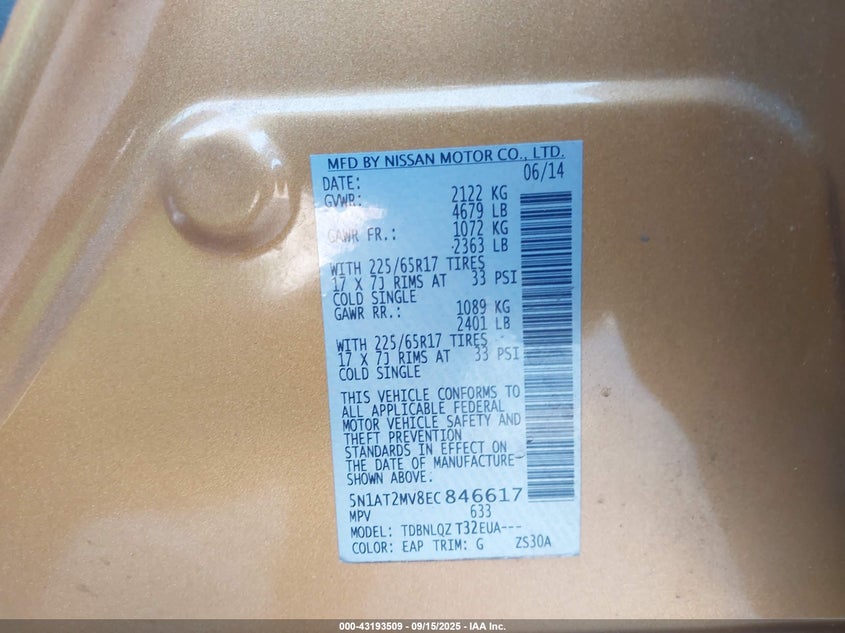 MFD BY NISSAN MOTOR CO., LTD.
DATE: 06/14
GVWR: 2122 KG
4679 LB
GAWR FR.: 1072 KG
2363 LB
WITH 225/65R17 TIRES
17 X 7J RIMS AT 33 PSI
COLD SINGLE
GAWR RR.: 1089 KG
2401 LB
WITH 225/65R17 TIRES
17 X 7J RIMS AT 33 PSI
COLD SINGLE
THIS VEHICLE CONFORMS TO
ALL APPLICABLE FEDERAL
MOTOR VEHICLE SAFETY AND
THEFT PREVENTION
STANDARDS IN EFFECT ON
THE DATE OF MANUFACTURE
SHOWN ABOVE.
5N1AT2MV8EC846617
MPV 633
MODEL: TDBNLQZ T32EUA---
COLOR: EAP TRIM: G ZS30A
000-43193509 - 09/15/2025 - IAA Inc.